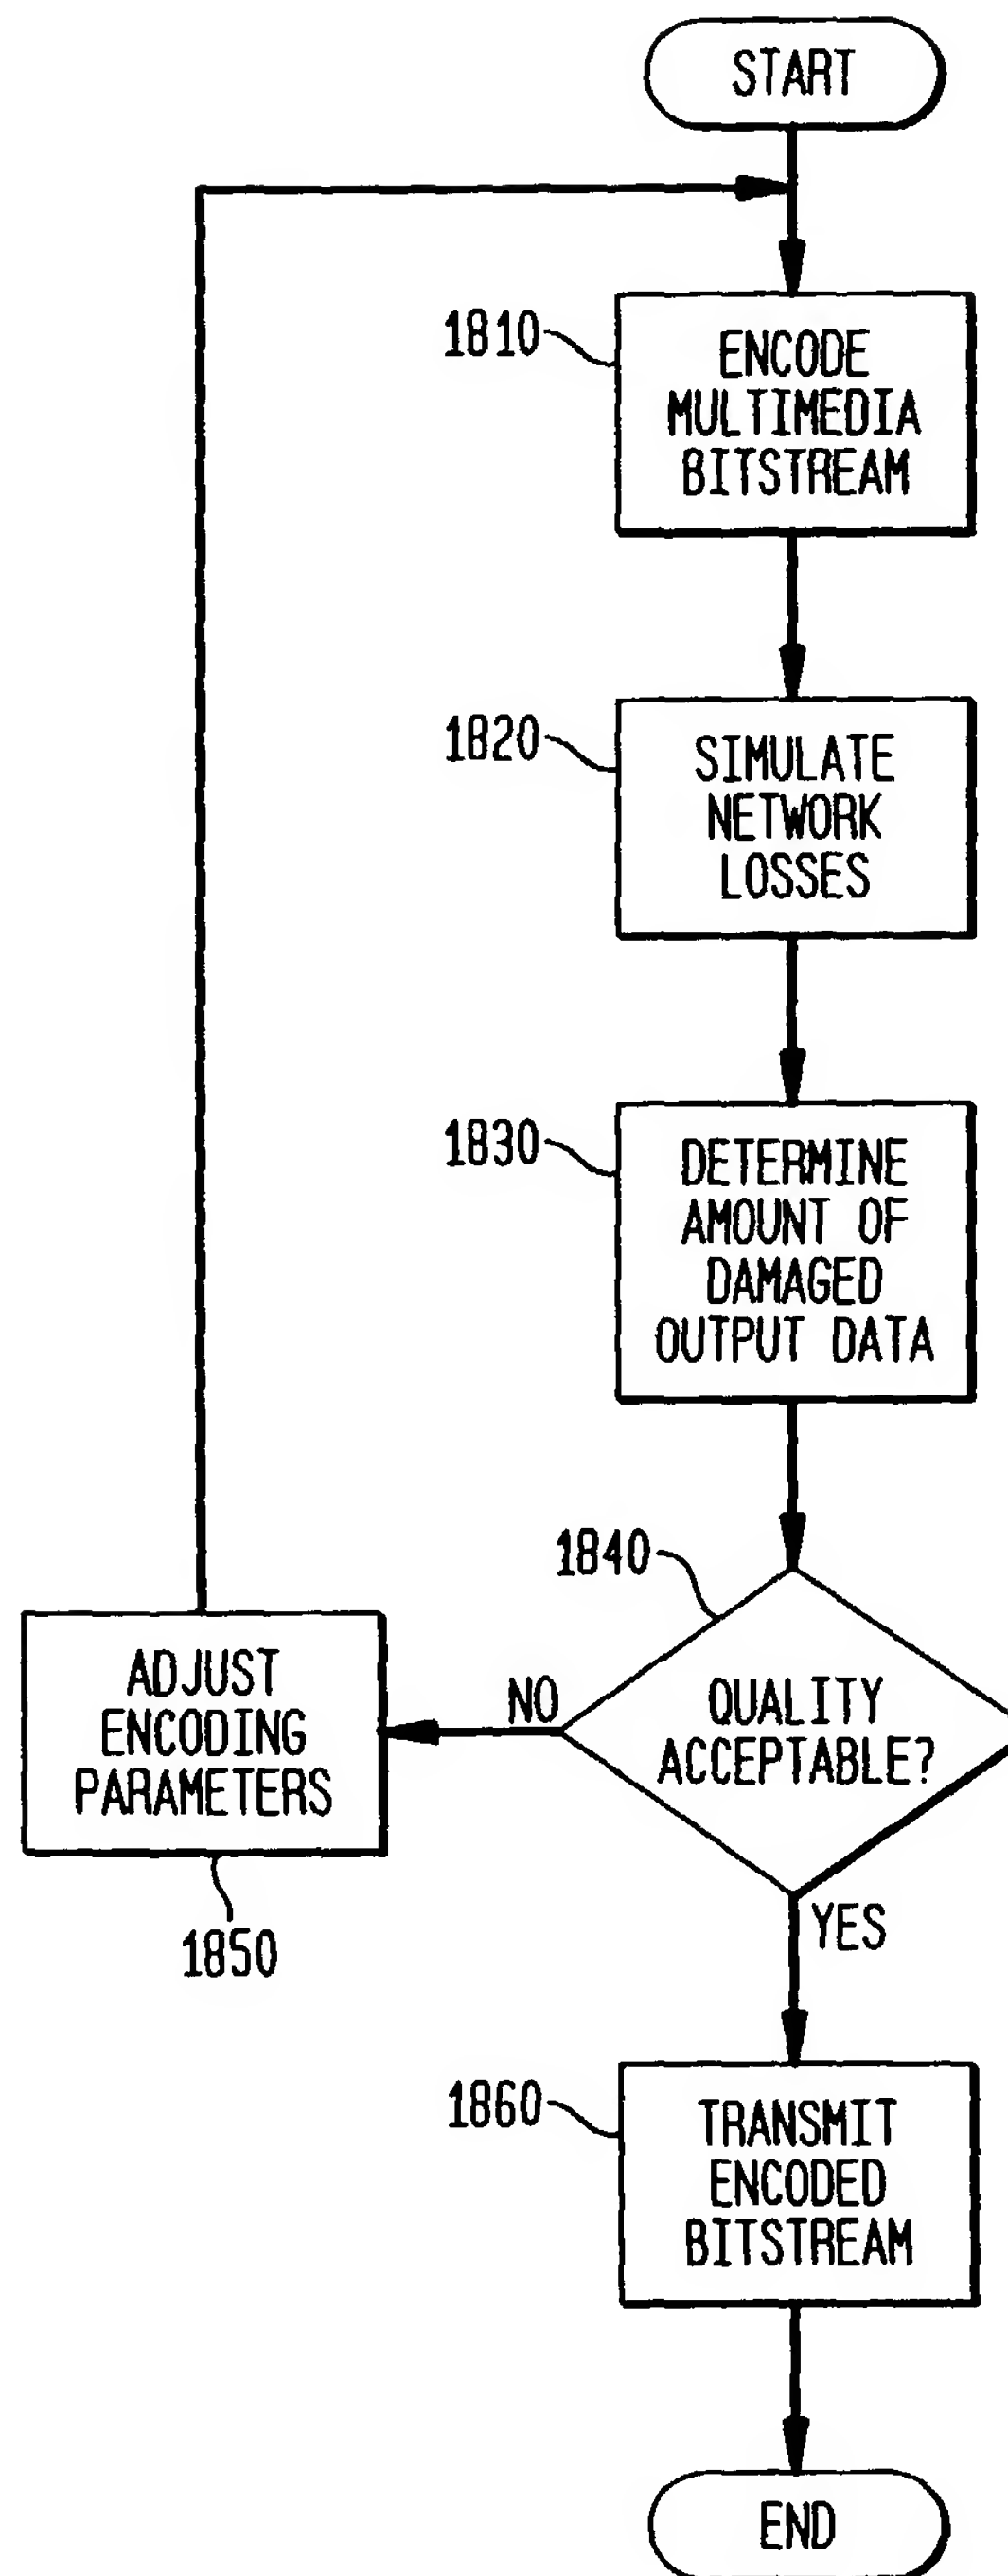 START
1810
ENCODE
MULTIMEDIA
BITSTREAM
1820
SIMULATE
NETWORK
LOSSES
1830
DETERMINE
AMOUNT OF
DAMAGED
OUTPUT DATA
1840
QUALITY
ACCEPTABLE?
NO
ADJUST
ENCODING
PARAMETERS
1850
YES
1860
TRANSMIT
ENCODED
BITSTREAM
END